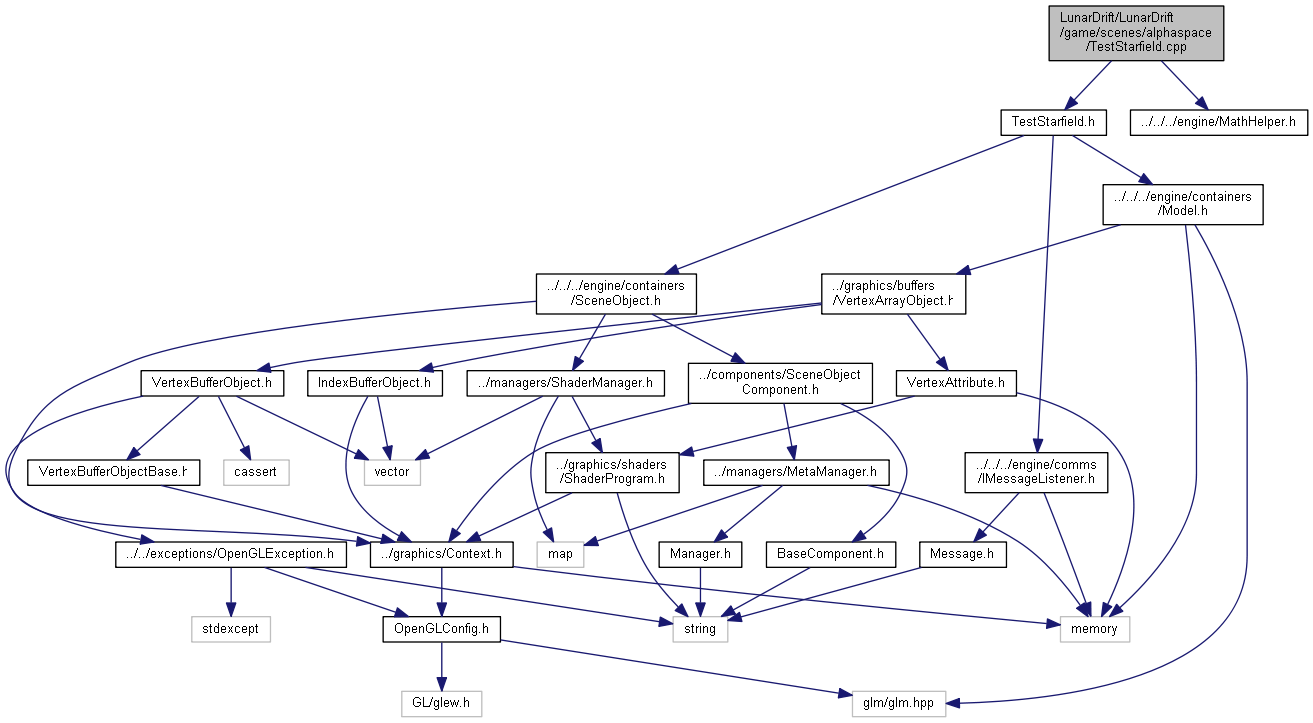 LunarDrift/LunarDrift
/game/scenes/alphaspace
/TestStarfield.cpp
TestStarfield.h
../../../engine/MathHelper.h
../../../engine/containers
/Model.h
../../../engine/containers
/SceneObject.h
../graphics/buffers
/VertexArrayObject.h
VertexBufferObject.h
IndexBufferObject.h
../managers/ShaderManager.h
../components/SceneObject
Component.h
VertexAttribute.h
VertexBufferObjectBase.h
cassert
vector
../graphics/shaders
/ShaderProgram.h
../managers/MetaManager.h
../../../engine/comms
/IMessageListener.h
../../exceptions/OpenGLException.h
../graphics/Context.h
map
Manager.h
BaseComponent.h
Message.h
stdexcept
OpenGLConfig.h
string
memory
GL/glew.h
glm/glm.hpp